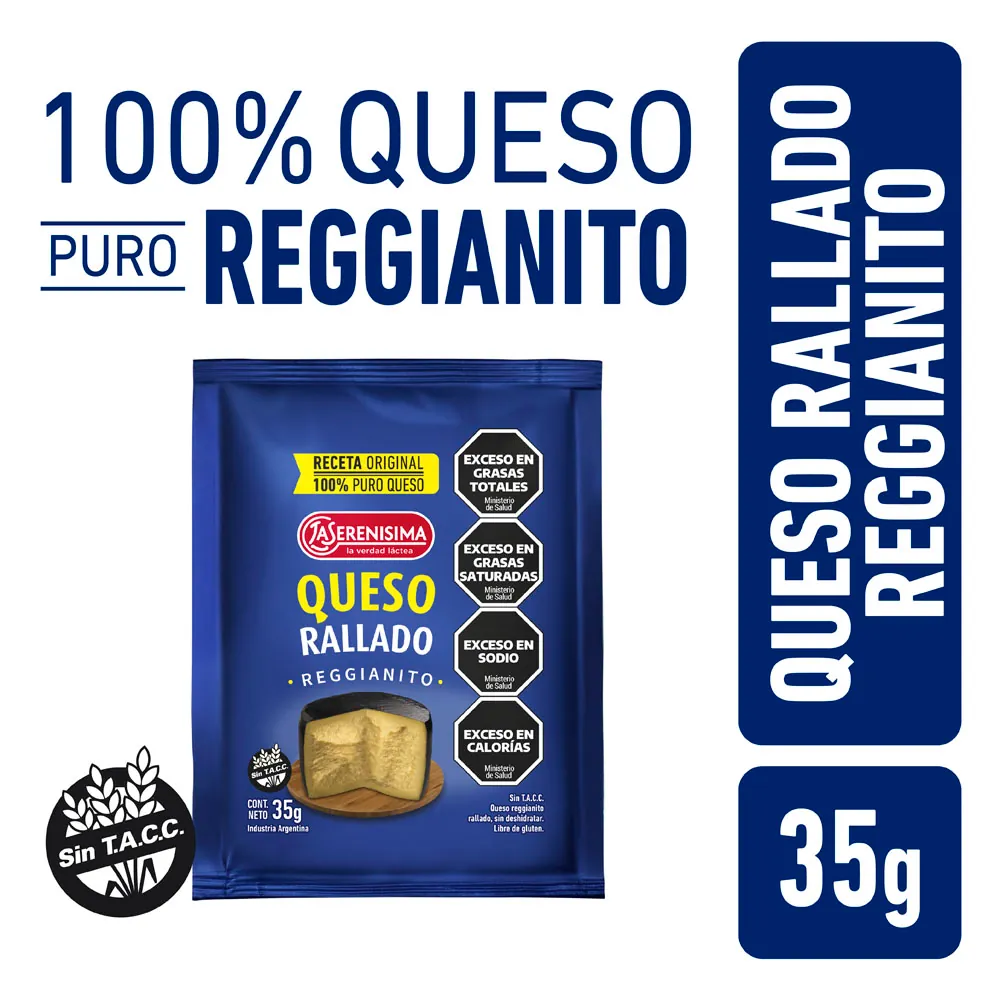 100% QUESO
PURO REGGIANITO
QUESO RALLADO
REGGIANITO
35g
RECETA ORIGINAL
100% PURO QUESO
LA SERENISIMA
la verdad láctea
QUESO
RALLADO
· REGGIANITO ·
Sin T.A.C.C.
CONT.
NETO 35g
Industria Argentina
EXCESO EN
GRASAS
TOTALES
Ministerio
de Salud
EXCESO EN
GRASAS
SATURADAS
Ministerio
de Salud
EXCESO EN
SODIO
Ministerio
de Salud
EXCESO EN
CALORÍAS
Ministerio
de Salud
Sin T.A.C.C.
Queso reggianito
rallado, sin deshidratar.
Libre de gluten.
Sin T.A.C.C.